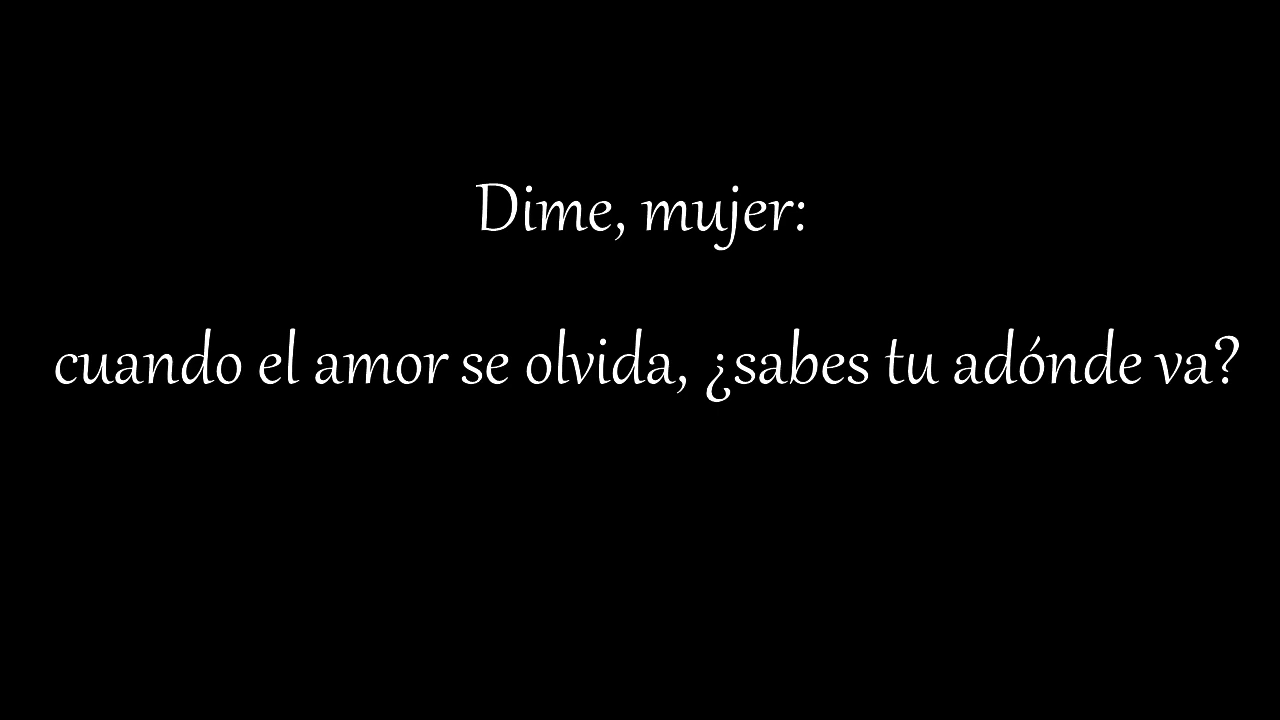 Dime, mujer:
cuando el amor se olvida, ¿sabes tu adónde va?